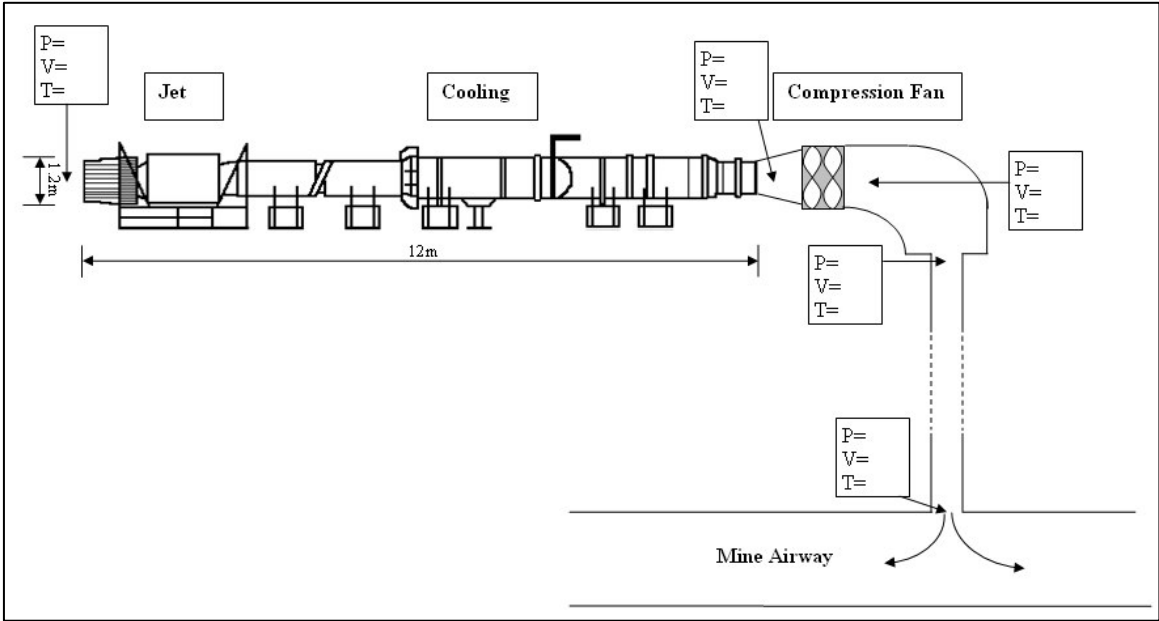 P=
V=
T=
Jet
Cooling
P=
V=
T=
Compression Fan
1.2m
P=
V=
T=
12m
P=
V=
T=
P=
V=
T=
Mine Airway